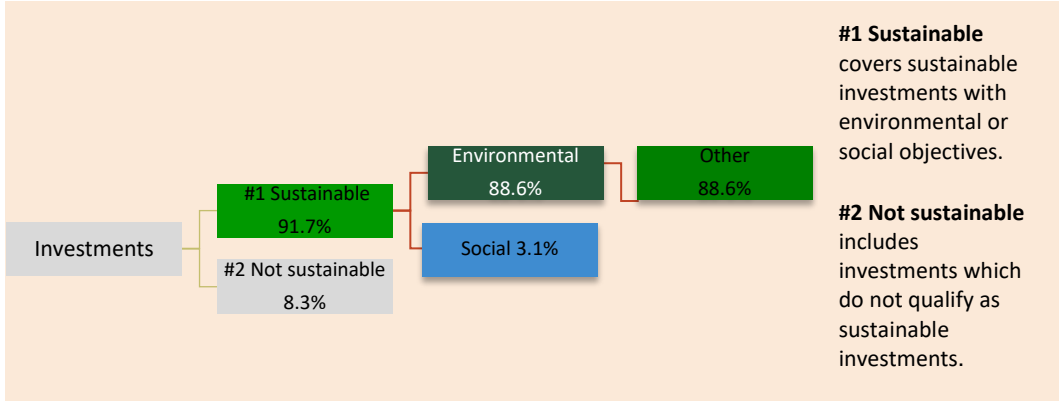 Investments
#1 Sustainable
91.7%
#2 Not sustainable
8.3%
Environmental
88.6%
Social 3.1%
Other
88.6%
#1 Sustainable
covers sustainable
investments with
environmental or
social objectives.
#2 Not sustainable
includes
investments which
do not qualify as
sustainable
investments.